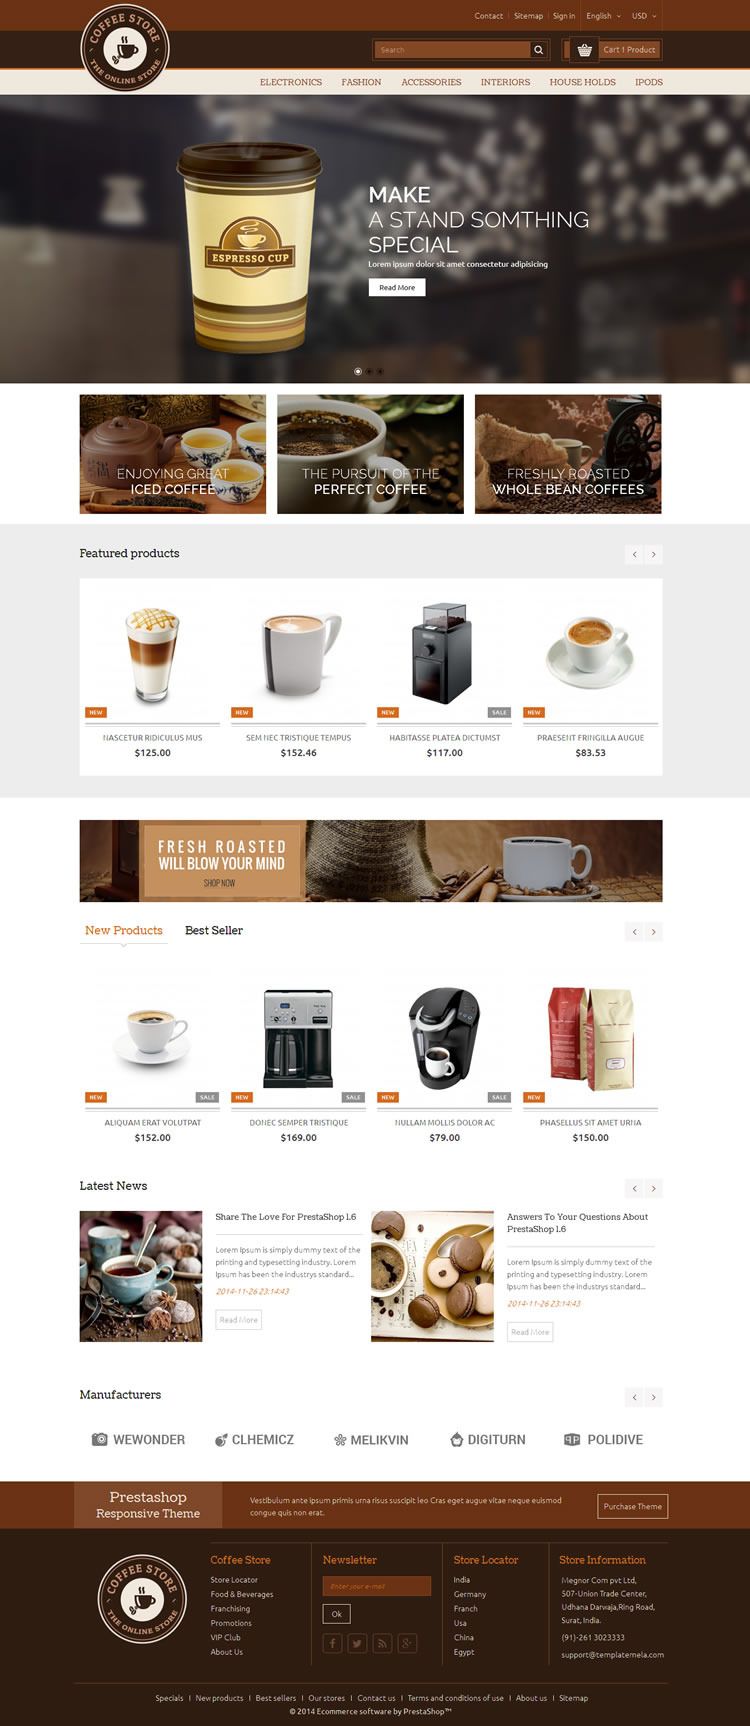 Contact | Sitemap | Sign in English USD
COFFEE STORE
THE ONLINE STORE
Search
Cart 1 Product
ELECTRONICS FASHION ACCESSORIES INTERIORS HOUSE HOLDS IPODS
ESPRESSO CUP
MAKE
A STAND SOMTHING
SPECIAL
Lorem ipsum dolor sit amet consectetur adipisicing
Read More
ENJOYING GREAT
ICED COFFEE
THE PURSUIT OF THE
PERFECT COFFEE
FRESHLY ROASTED
WHOLE BEAN COFFEES
Featured products
NEW NEW NEW SALE NEW
NASCETUR RIDICULUS MUS SEM NEC TRISTIQUE TEMPUS HABITASSE PLATEA DICTUMST PRAESENT FRINGILLA AUGUE
$125.00 $152.46 $117.00 $83.53
FRESH ROASTED
WILL BLOW YOUR MIND
SHOP NOW
New Products Best Seller
NEW SALE NEW SALE NEW SALE NEW
ALIQUAM ERAT VOLUTPAT DONEC SEMPER TRISTIQUE NULLAM MOLLIS DOLOR AC PHASELLUS SIT AMET URNA
$152.00 $169.00 $79.00 $150.00
Latest News
Share The Love For PrestaShop 1.6
Lorem Ipsum is simply dummy text of the
printing and typesetting industry. Lorem
Ipsum has been the industrys standard...
2014-11-26 23:14:43
Read More
Answers To Your Questions About
PrestaShop 1.6
Lorem Ipsum is simply dummy text of the
printing and typesetting industry. Lorem
Ipsum has been the industrys standard...
2014-11-26 23:14:43
Read More
Manufacturers
WEWONDER CLHEMICZ MELIKVIN DIGITURN POLIDIVE
Prestashop
Responsive Theme
Vestibulum ante ipsum primis urna risus suscipit leo Cras eget augue vitae neque euismod
congue quis non erat.
Purchase Theme
COFFEE STORE
THE ONLINE STORE
Coffee Store
Store Locator
Food & Beverages
Franchising
Promotions
VIP Club
About Us
Newsletter
Enter your e-mail
Ok
Store Locator
India
Germany
Franch
Usa
China
Egypt
Store Information
Megnor Com pvt Ltd,
507-Union Trade Center,
Udhana Darwaja,Ring Road,
Surat, India.
(91)-261 3023333
support@templatemela.com
Specials | New products | Best sellers | Our stores | Contact us | Terms and conditions of use | About us | Sitemap
© 2014 Ecommerce software by PrestaShop™